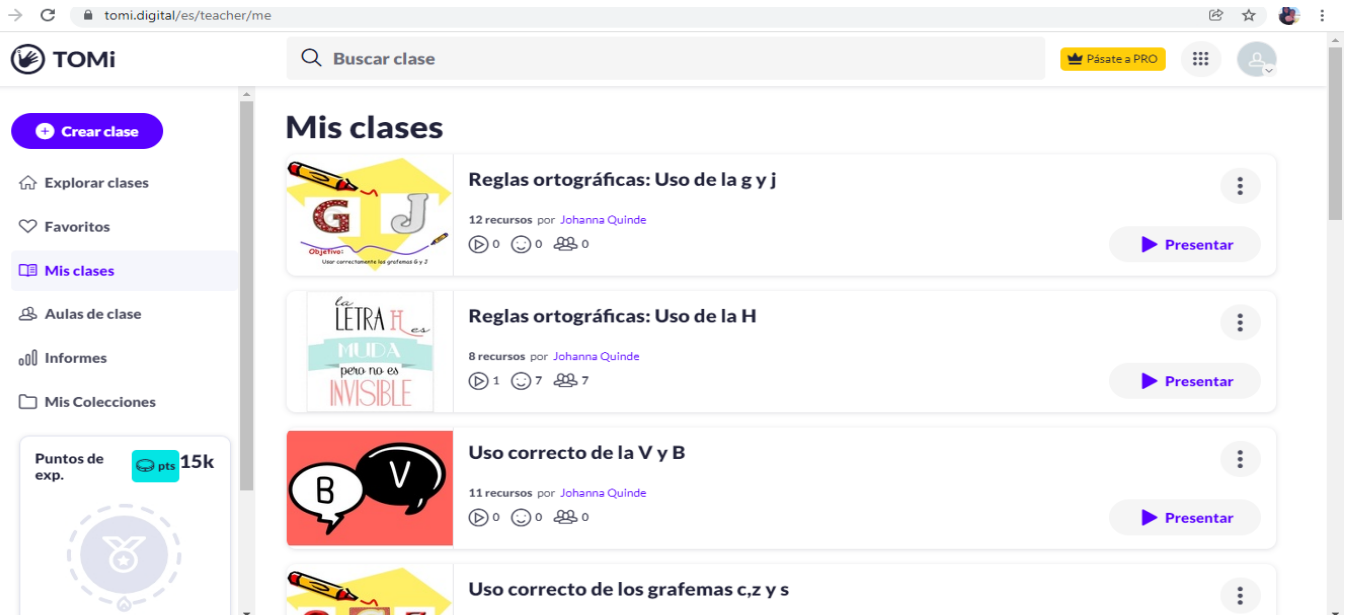 tomi.digital/es/teacher/me
TOMi
Buscar clase
Pásate a PRO
Crear clase
Explorar clases
Favoritos
Mis clases
Aulas de clase
Informes
Mis Colecciones
Puntos de exp.
pts
15k
Mis clases
G J
Objetivo:
Usar correctamente los grafemas G y J
Reglas ortográficas: Uso de la g y j
12 recursos por Johanna Quinde
0 0 0
Presentar
la
LETRA H es
MUDA
pero no es
INVISIBLE
Reglas ortográficas: Uso de la H
8 recursos por Johanna Quinde
1 7 7
Presentar
B V
Uso correcto de la V y B
11 recursos por Johanna Quinde
0 0 0
Presentar
Uso correcto de los grafemas c,z y s